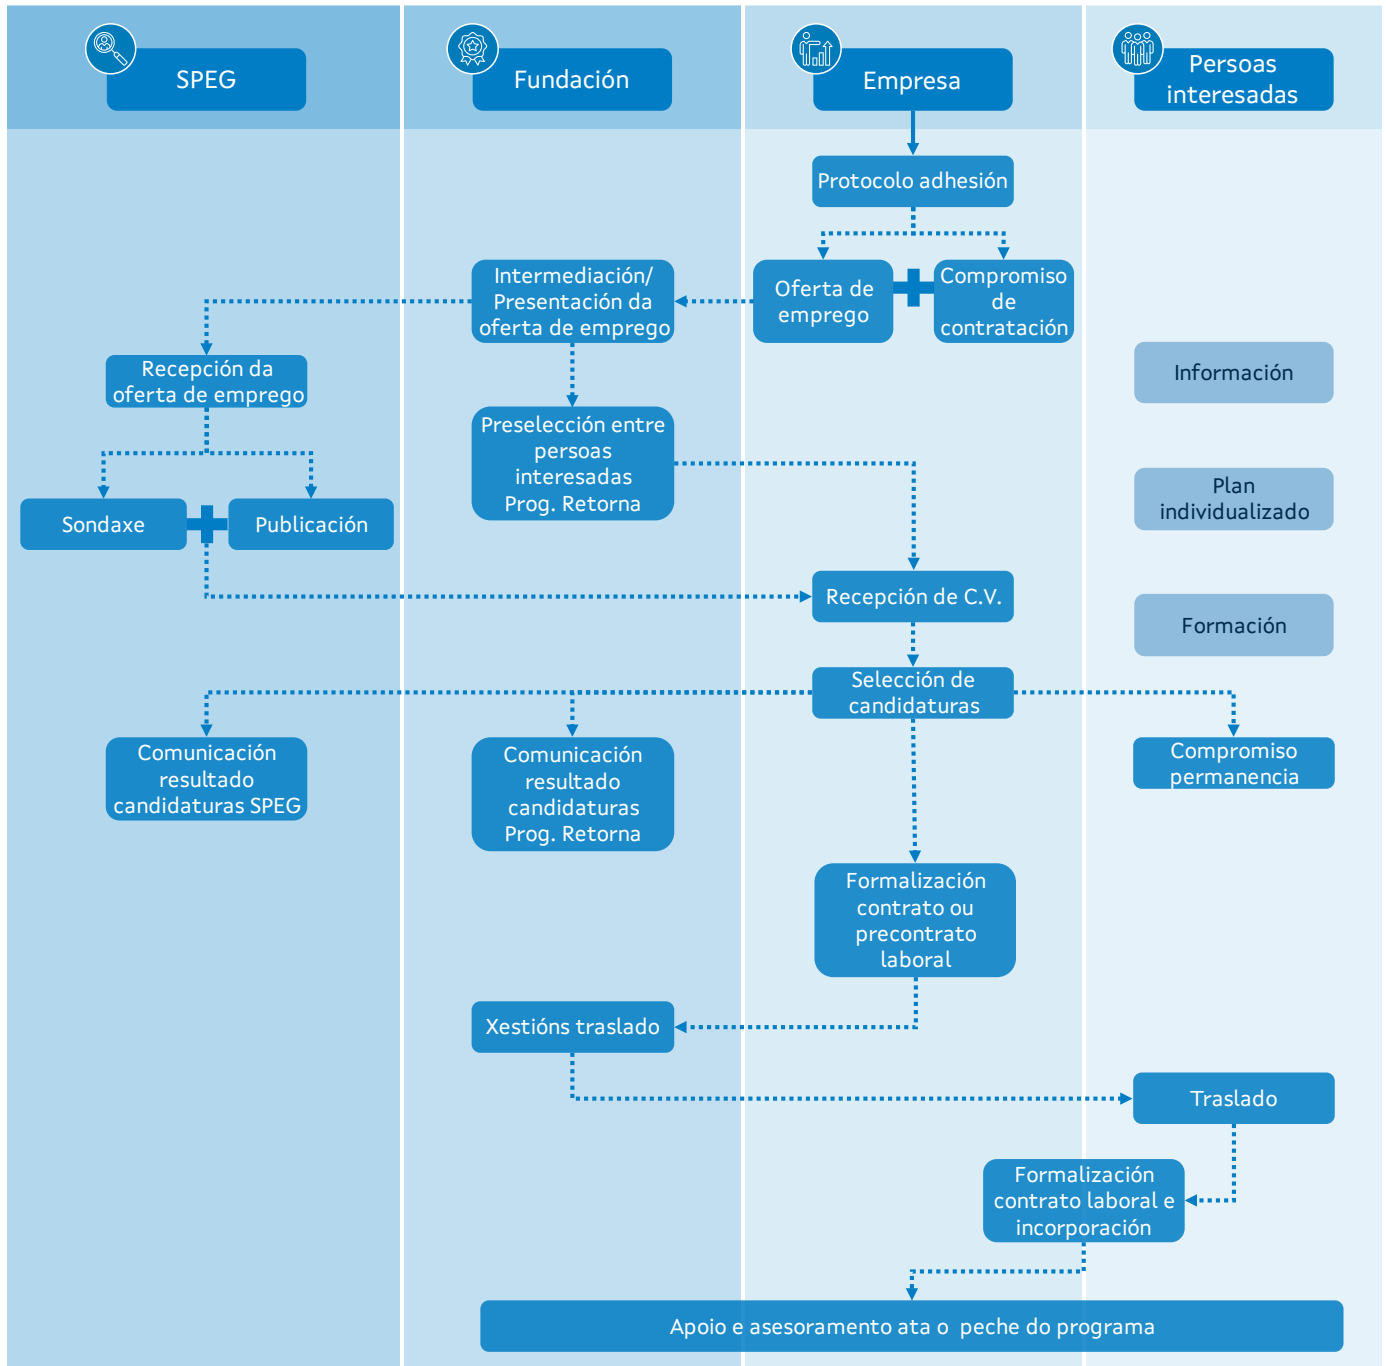 SPEG
Fundación
Empresa
Persoas
interesadas
Protocolo adhesión
Intermediación/
Presentación da
oferta de emprego
Oferta de
emprego
Compromiso
de
contratación
Recepción da
oferta de emprego
Información
Preselección entre
persoas
interesadas
Prog. Retorna
Plan
individualizado
Sondaxe
Publicación
Recepción de C.V.
Formación
Selección de
candidaturas
Comunicación
resultado
candidaturas SPEG
Comunicación
resultado
candidaturas
Prog. Retorna
Compromiso
permanencia
Formalización
contrato ou
precontrato
laboral
Xestións traslado
Traslado
Formalización
contrato laboral e
incorporación
Apoio e asesoramento ata o peche do programa